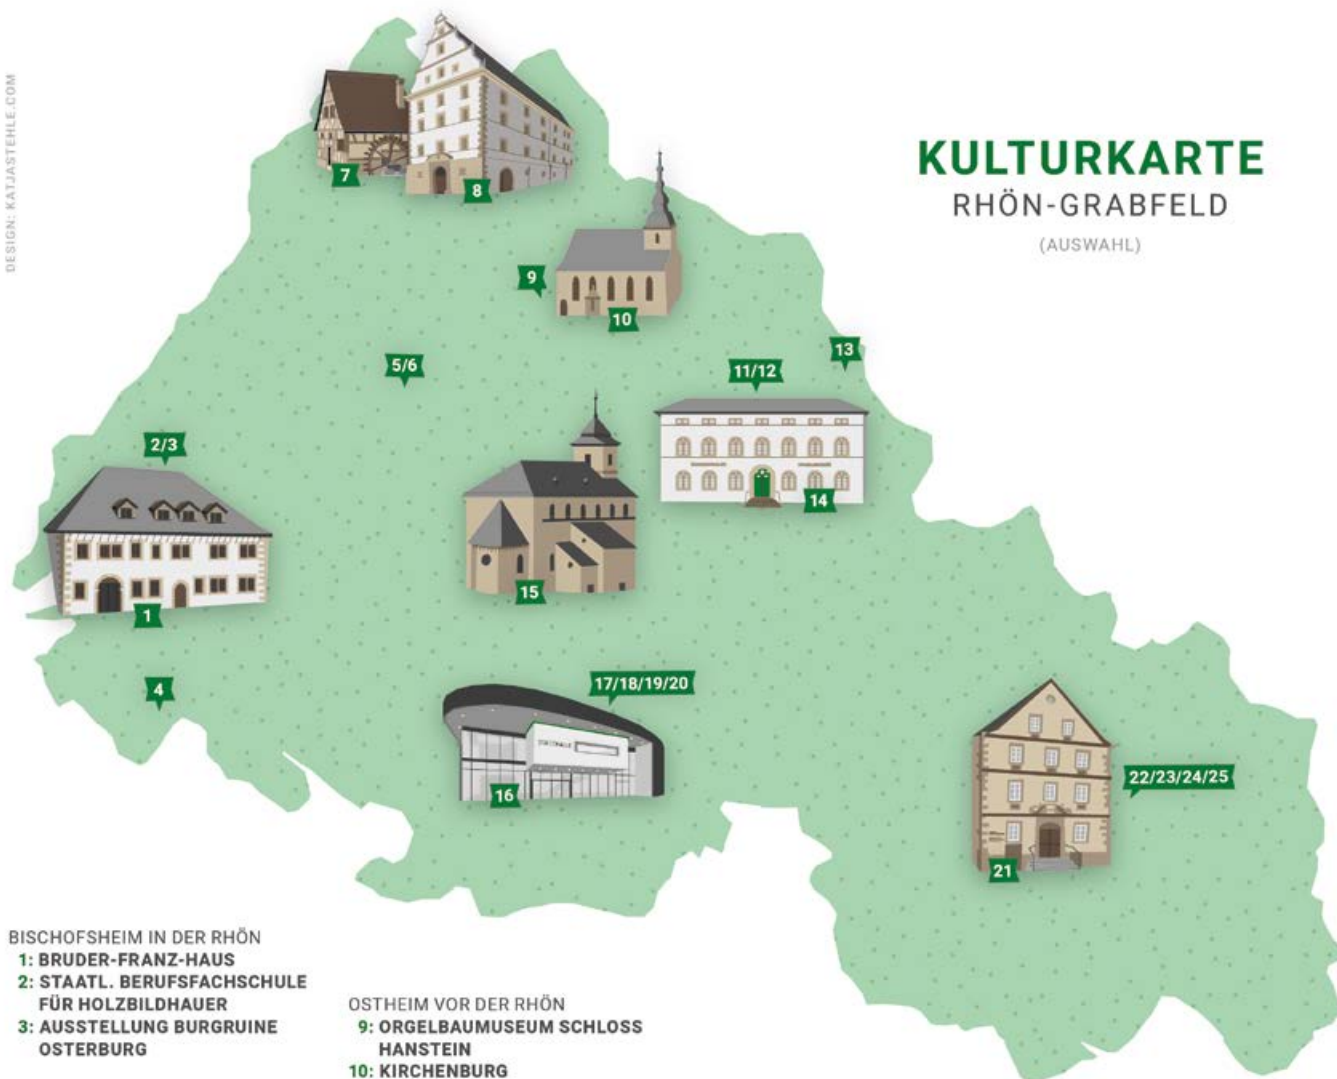 DESIGN: KATJASTEHLE.COM
KULTURKARTE
RHÖN-GRABFELD
(AUSWAHL)
7
8
9
10
5/6
13
11/12
2/3
14
15
1
4
17/18/19/20
16
22/23/24/25
21
BISCHOFSHEIM IN DER RHÖN
1: BRUDER-FRANZ-HAUS
2: STAATL. BERUFSFACHSCHULE
FÜR HOLZBILDHAUER
3: AUSSTELLUNG BURGRUINE
OSTERBURG
OSTHEIM VOR DER RHÖN
9: ORGELBAUMUSEUM SCHLOSS
HANSTEIN
10: KIRCHENBURG